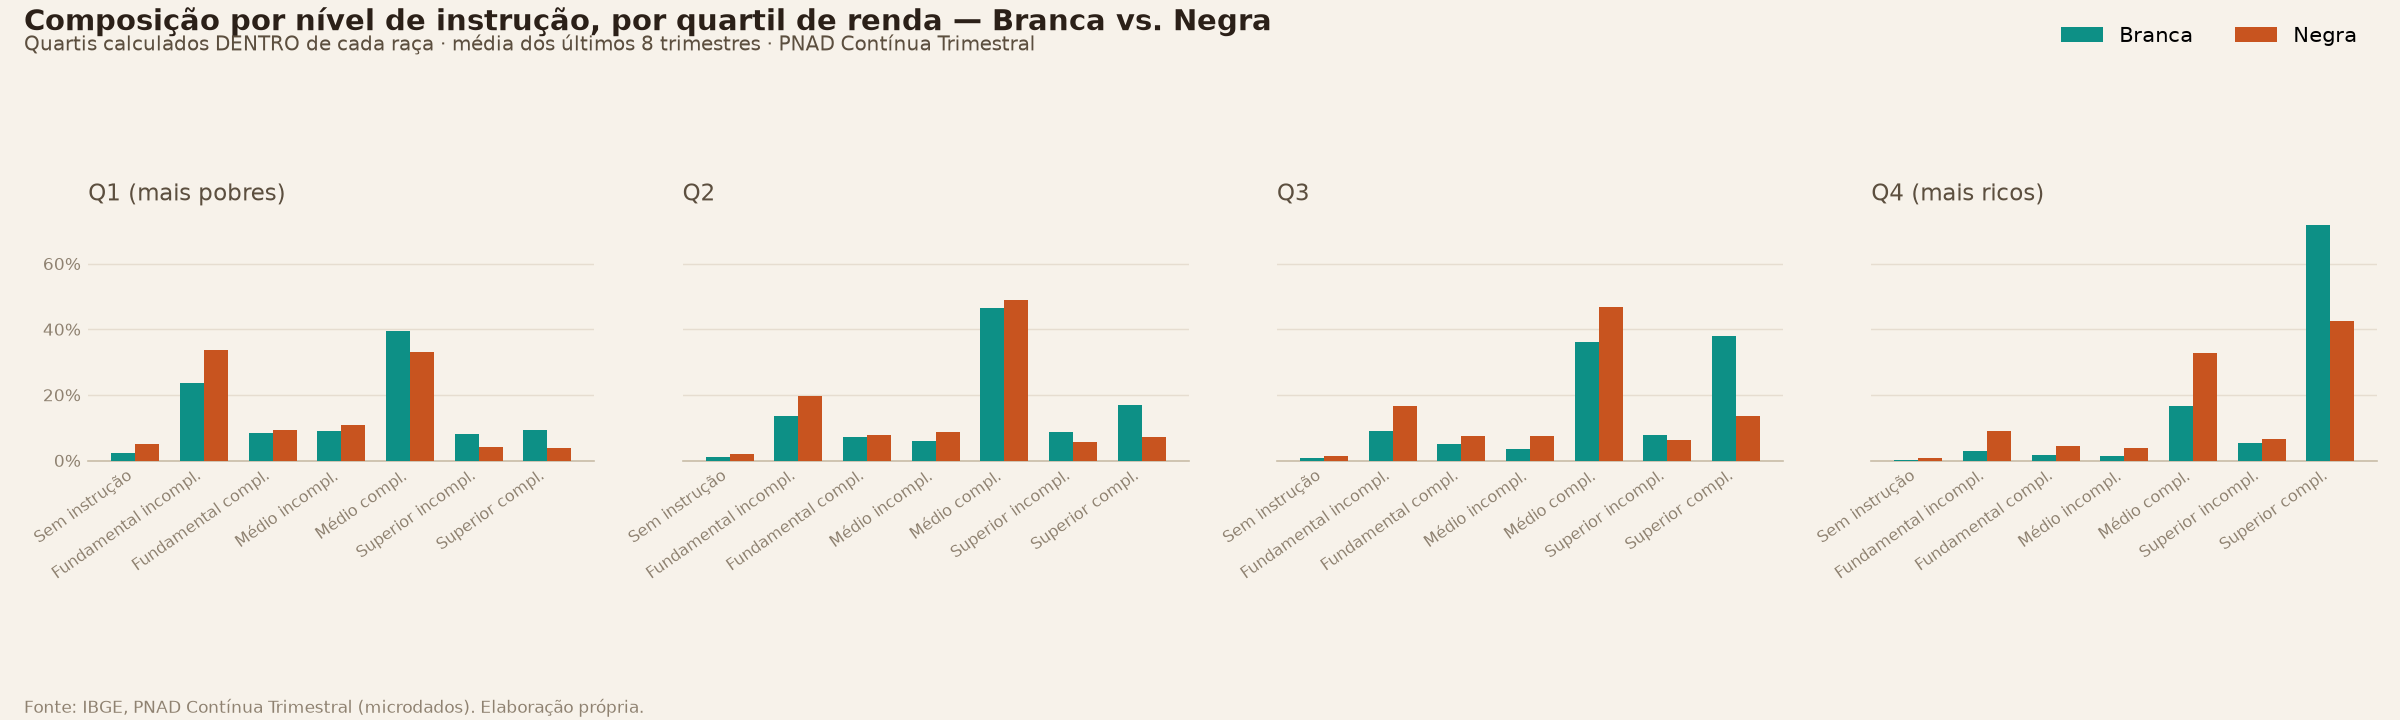 Composição por nível de instrução, por quartil de renda — Branca vs. Negra
Quartis calculados DENTRO de cada raça · média dos últimos 8 trimestres · PNAD Contínua Trimestral
Branca
Negra
Q1 (mais pobres)
Q2
Q3
Q4 (mais ricos)
60%
40%
20%
0%
Sem instrução
Fundamental incompl.
Fundamental compl.
Médio incompl.
Médio compl.
Superior incompl.
Superior compl.
Sem instrução
Fundamental incompl.
Fundamental compl.
Médio incompl.
Médio compl.
Superior incompl.
Superior compl.
Sem instrução
Fundamental incompl.
Fundamental compl.
Médio incompl.
Médio compl.
Superior incompl.
Superior compl.
Sem instrução
Fundamental incompl.
Fundamental compl.
Médio incompl.
Médio compl.
Superior incompl.
Superior compl.
Fonte: IBGE, PNAD Contínua Trimestral (microdados). Elaboração própria.